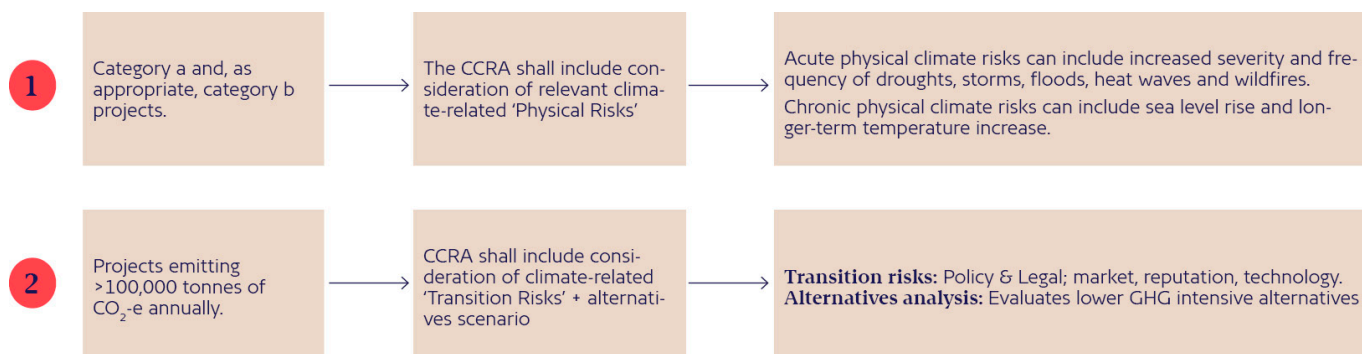 1
Category a and, as
appropriate, category b
projects.
The CCRA shall include con-
sideration of relevant clima-
te-related ‘Physical Risks’
Acute physical climate risks can include increased severity and fre-
quency of droughts, storms, floods, heat waves and wildfires.
Chronic physical climate risks can include sea level rise and lon-
ger-term temperature increase.
2
Projects emitting
>100,000 tonnes of
CO₂-e annually.
CCRA shall include consi-
deration of climate-related
‘Transition Risks’ + alternati-
ves scenario
Transition risks: Policy & Legal; market, reputation, technology.
Alternatives analysis: Evaluates lower GHG intensive alternatives